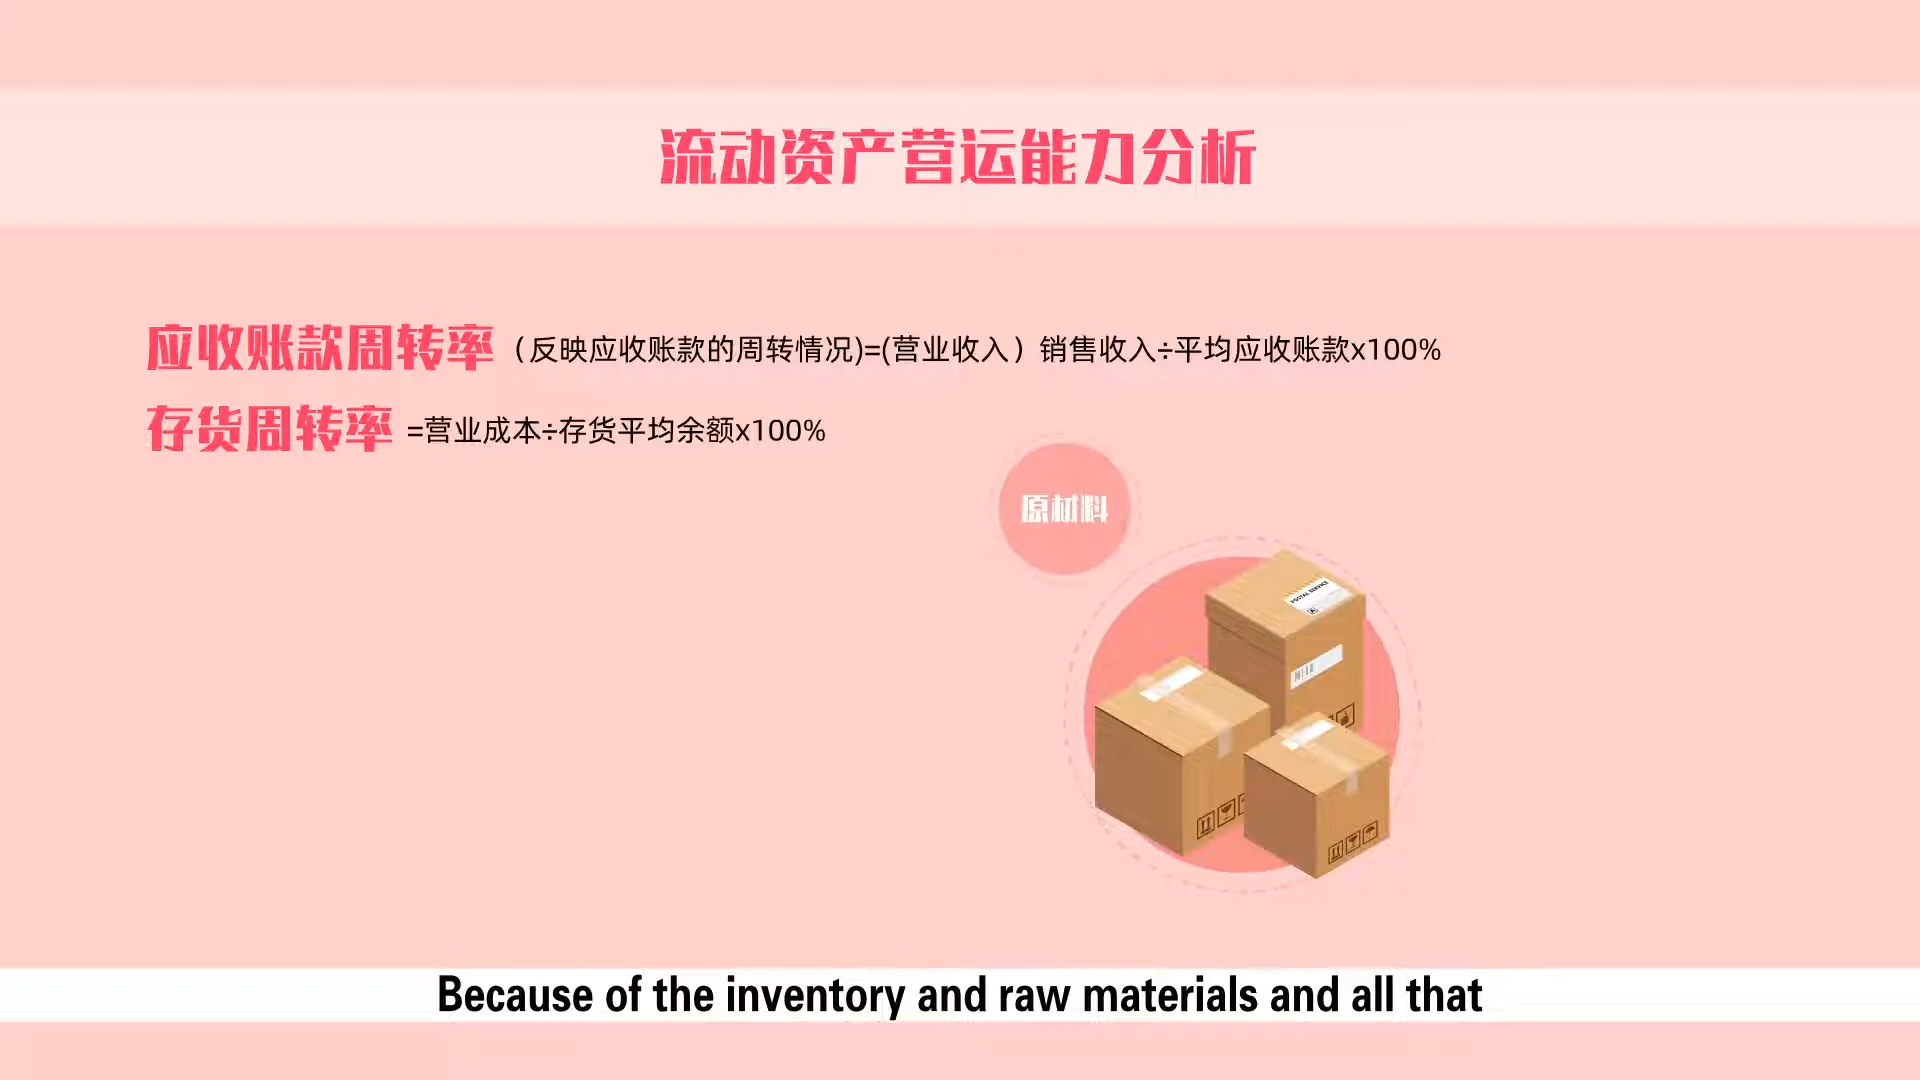 流动资产营运能力分析
应收账款周转率（反映应收账款的周转情况)=(营业收入）销售收入÷平均应收账款x100%
存货周转率=营业成本÷存货平均余额x100%
原材料
POSTAL SERVICE
Because of the inventory and raw materials and all that